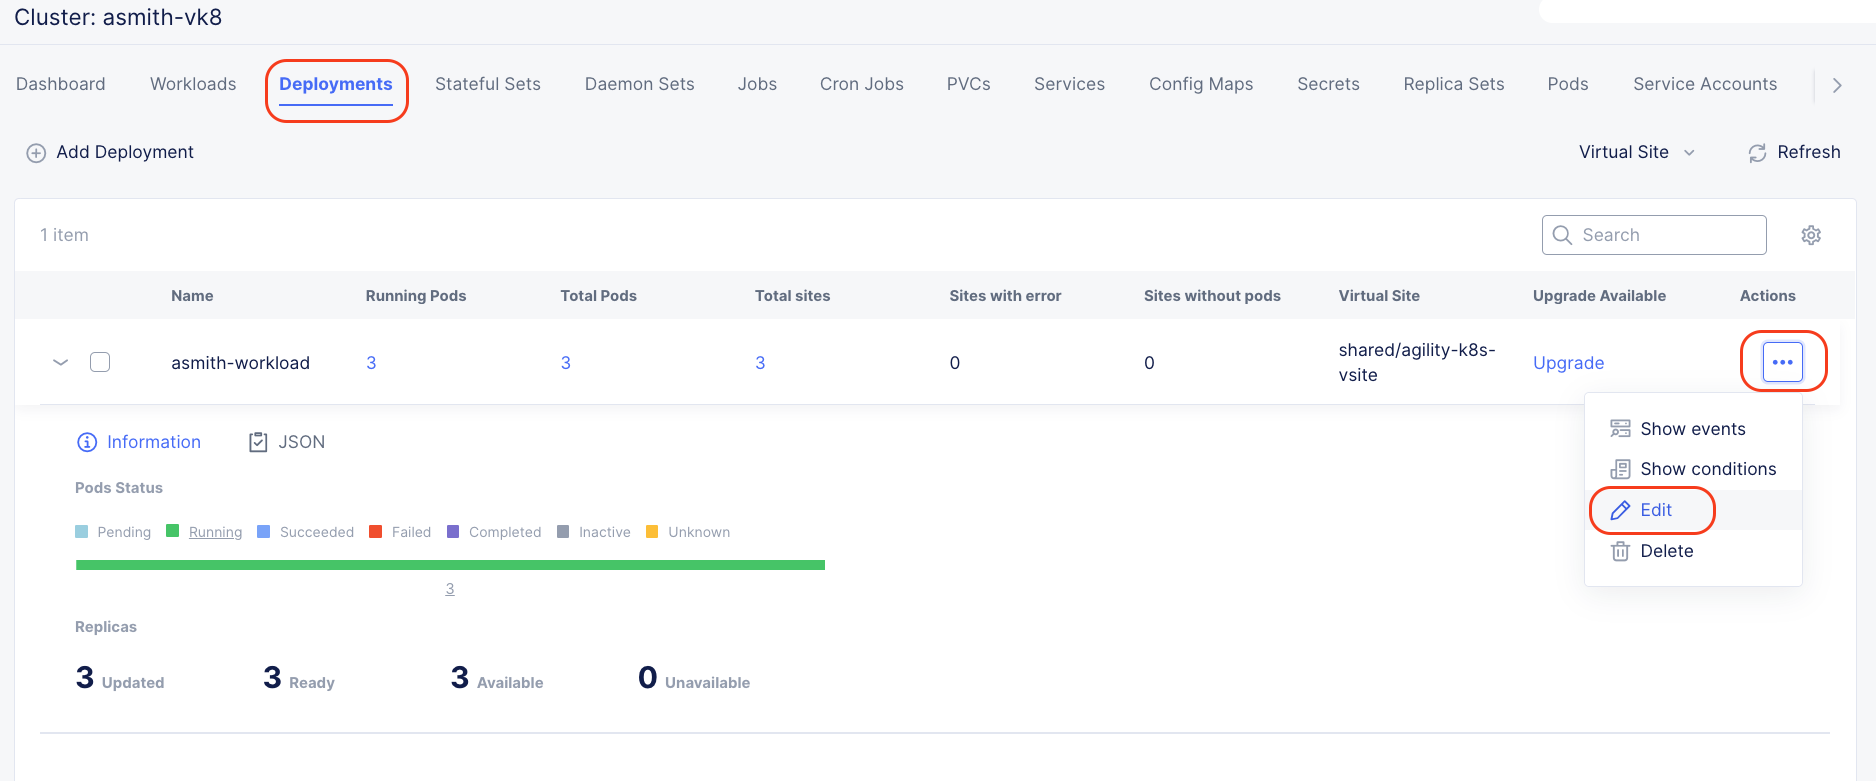 Cluster: asmith-vk8
Dashboard Workloads Deployments Stateful Sets Daemon Sets Jobs Cron Jobs PVCs Services Config Maps Secrets Replica Sets Pods Service Accounts
Add Deployment Virtual Site Refresh
1 item Search
Name Running Pods Total Pods Total sites Sites with error Sites without pods Virtual Site Upgrade Available Actions
asmith-workload 3 3 3 0 0 shared/agility-k8s-
vsite Upgrade
Show events
Show conditions
Edit
Delete
Information JSON
Pods Status
Pending Running Succeeded Failed Completed Inactive Unknown
3
Replicas
3 Updated 3 Ready 3 Available 0 Unavailable